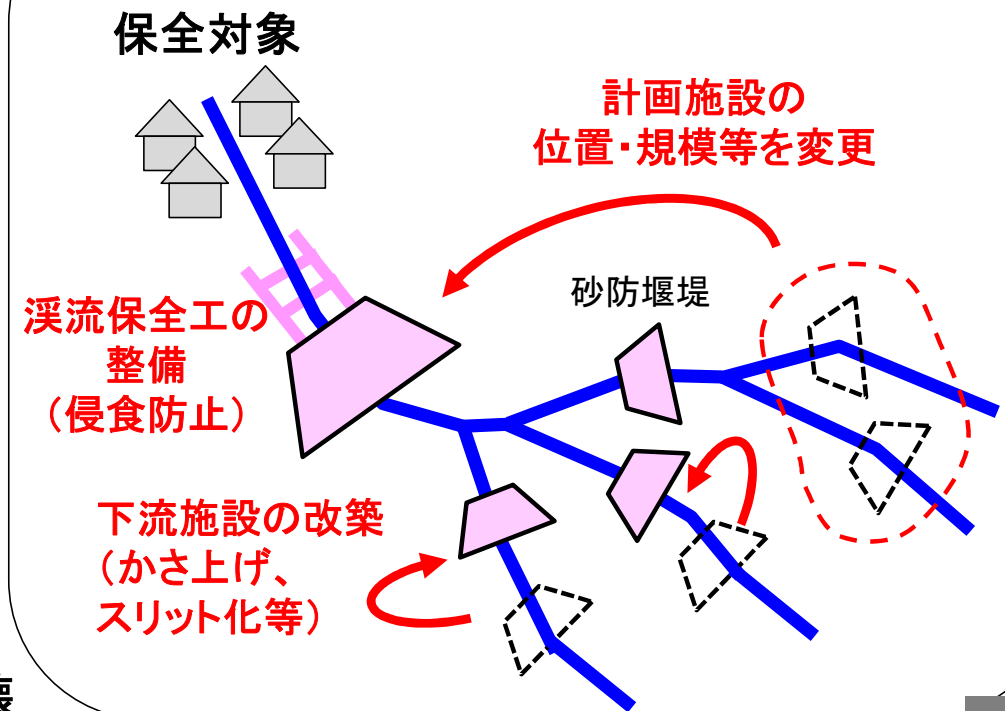 保全対象
計画施設の
位置・規模等を変更
砂防堰堤
渓流保全工の
整備
（侵食防止）
下流施設の改築
（かさ上げ、
スリット化等）